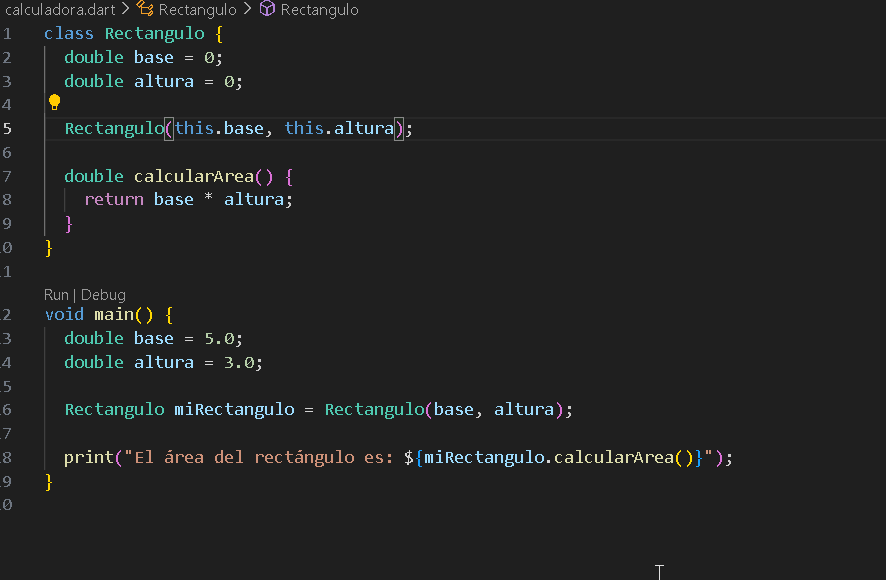 calculadora.dart > Rectangulo > Rectangulo
1 class Rectangulo {
2 double base = 0;
3 double altura = 0;
4
5 Rectangulo(this.base, this.altura);
6
7 double calcularArea() {
8 return base * altura;
9 }
0 }
1
Run | Debug
2 void main() {
3 double base = 5.0;
4 double altura = 3.0;
5
6 Rectangulo miRectangulo = Rectangulo(base, altura);
7
8 print("El área del rectángulo es: ${miRectangulo.calcularArea()}");
9 }
0